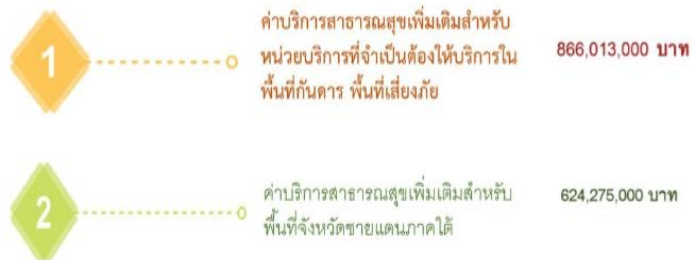 1
ค่าบริการสาธารณสุขเพิ่มเติมสำหรับ
หน่วยบริการที่จำเป็นต้องให้บริการใน
พื้นที่กันดาร พื้นที่เสี่ยงภัย
866,013,000 บาท
2
ค่าบริการสาธารณสุขเพิ่มเติมสำหรับ
พื้นที่จังหวัดชายแดนภาคใต้
624,275,000 บาท